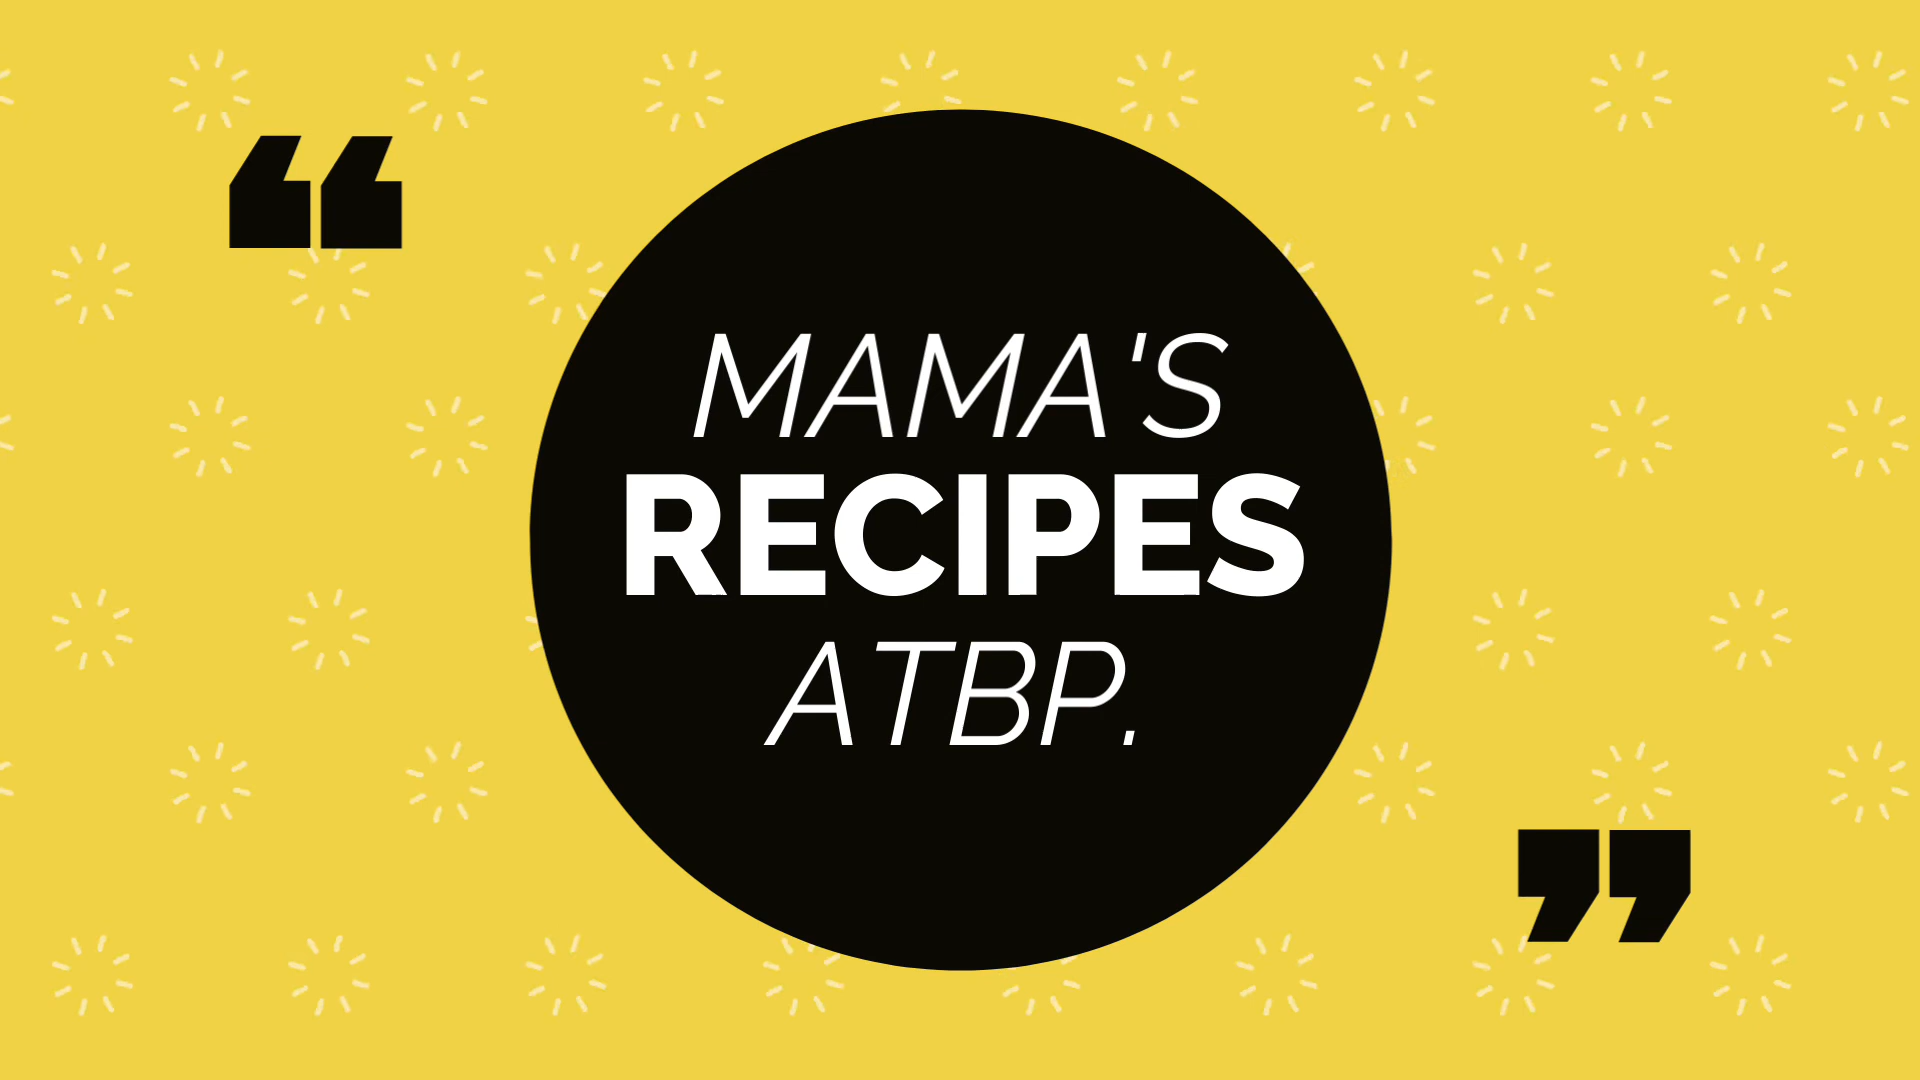 “
MAMA'S
RECIPES
ATBP.
”